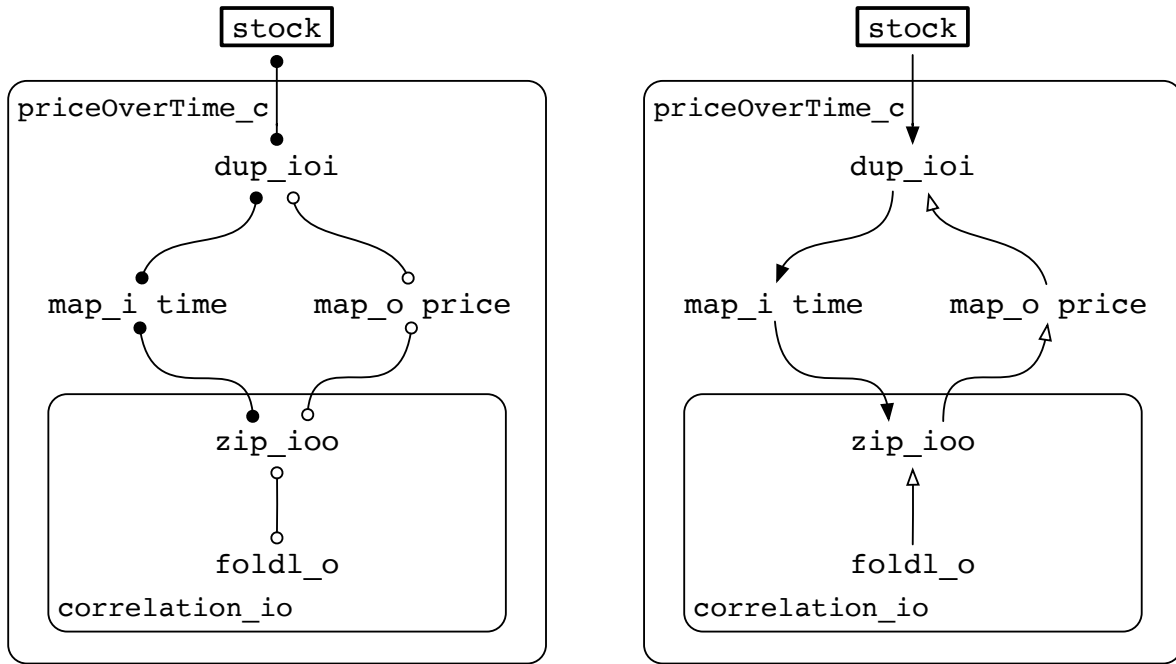 stock
priceOverTime_c
dup_ioi
map_i time
map_o price
zip_ioo
foldl_o
correlation_io
stock
priceOverTime_c
dup_ioi
map_i time
map_o price
zip_ioo
foldl_o
correlation_io